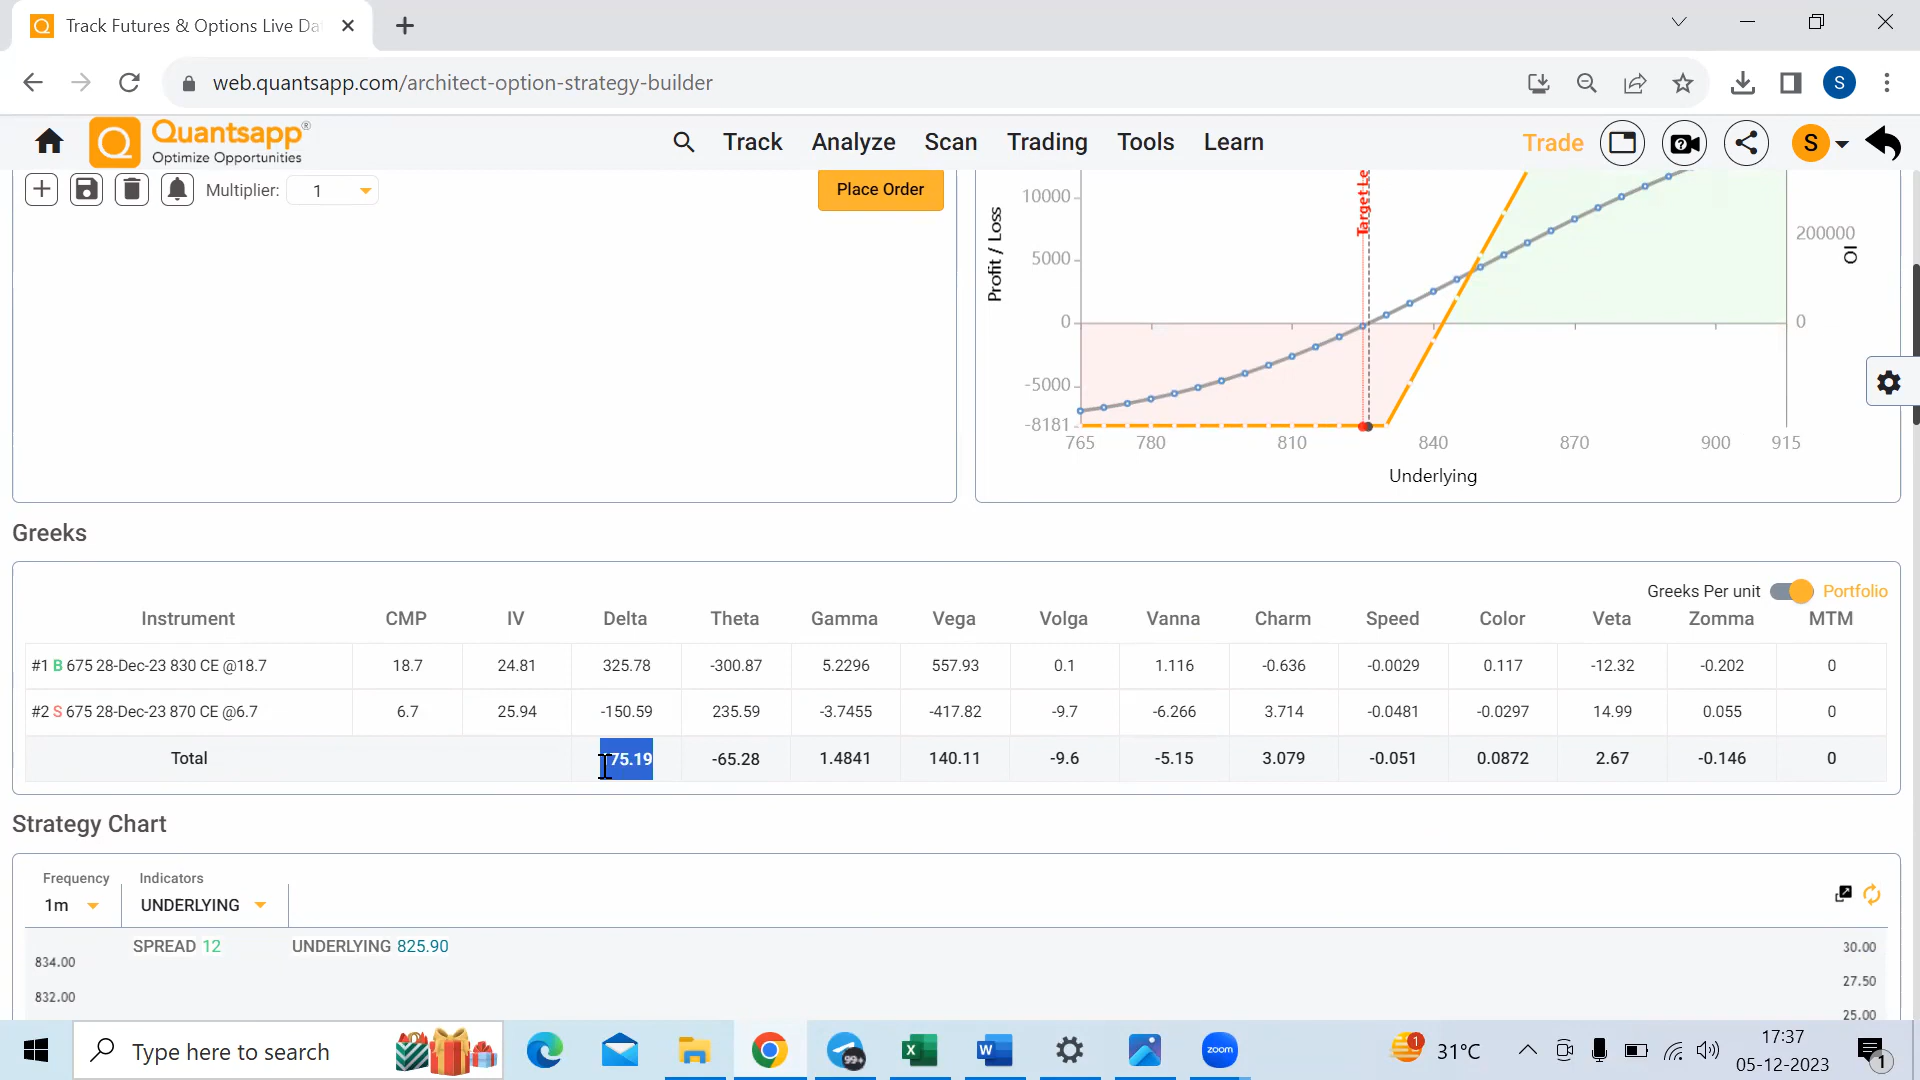 Track Futures & Options Live Da
web.quantsapp.com/architect-option-strategy-builder
S
Quantsapp®
Optimize Opportunities
Track Analyze Scan Trading Tools Learn
Trade
S
Multiplier: 1
Place Order
Profit / Loss
10000
5000
0
-5000
-8181
765 780 810 840 870 900 915
Underlying
200000
0
OI
Greeks
Greeks Per unit Portfolio
Instrument CMP IV Delta Theta Gamma Vega Volga Vanna Charm Speed Color Veta Zomma MTM
#1 B 675 28-Dec-23 830 CE @18.7 18.7 24.81 325.78 -300.87 5.2296 557.93 0.1 1.116 -0.636 -0.0029 0.117 -12.32 -0.202 0
#2 S 675 28-Dec-23 870 CE @6.7 6.7 25.94 -150.59 235.59 -3.7455 -417.82 -9.7 -6.266 3.714 -0.0481 -0.0297 14.99 0.055 0
Total 75.19 -65.28 1.4841 140.11 -9.6 -5.15 3.079 -0.051 0.0872 2.67 -0.146 0
Strategy Chart
Frequency Indicators
1m UNDERLYING
SPREAD 12 UNDERLYING 825.90
834.00
832.00
30.00
27.50
25.00
Type here to search
99+
zoom
1
31°C
17:37
05-12-2023
1